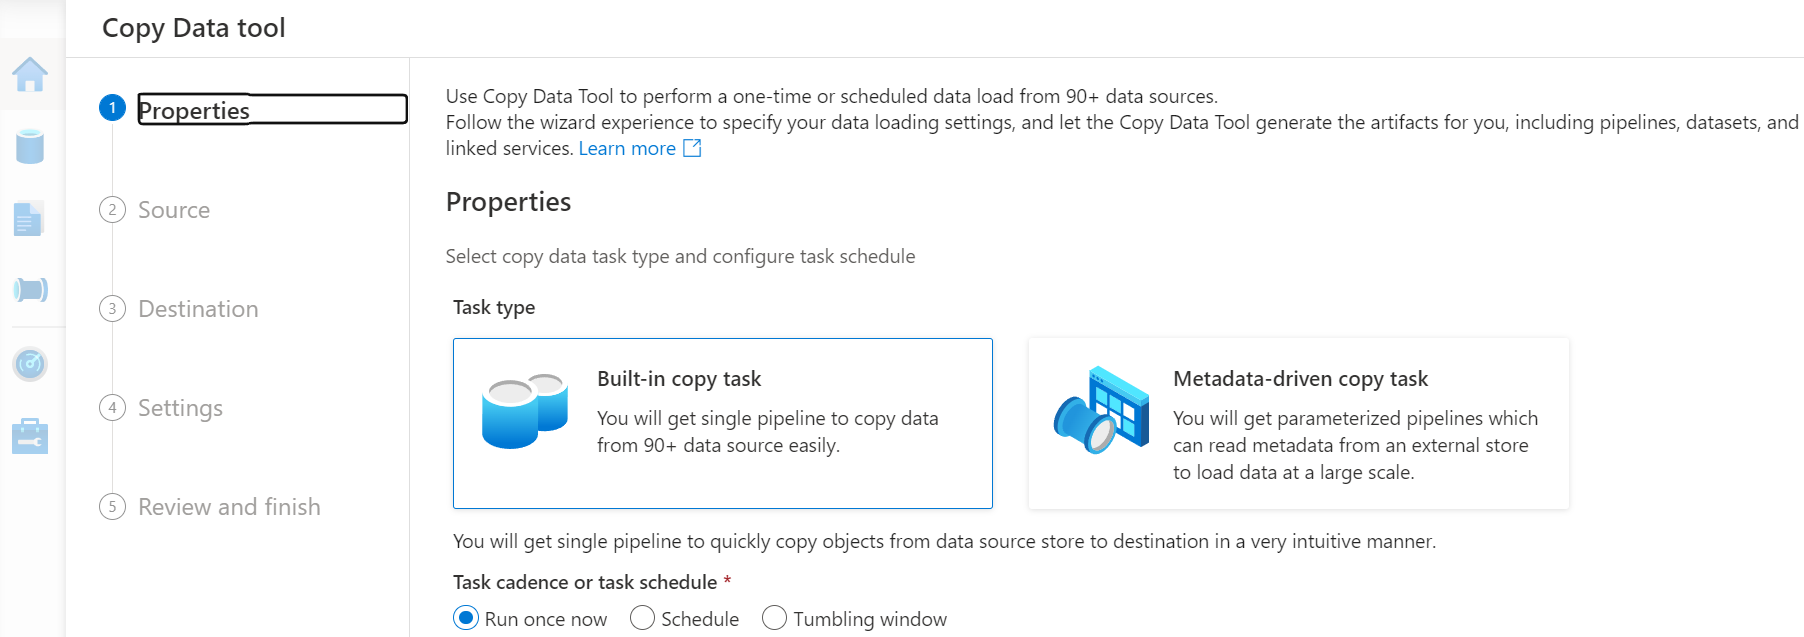 Copy Data tool
1 Properties
2 Source
3 Destination
4 Settings
5 Review and finish
Use Copy Data Tool to perform a one-time or scheduled data load from 90+ data sources.
Follow the wizard experience to specify your data loading settings, and let the Copy Data Tool generate the artifacts for you, including pipelines, datasets, and
linked services. Learn more
Properties
Select copy data task type and configure task schedule
Task type
Built-in copy task
You will get single pipeline to copy data
from 90+ data source easily.
Metadata-driven copy task
You will get parameterized pipelines which
can read metadata from an external store
to load data at a large scale.
You will get single pipeline to quickly copy objects from data source store to destination in a very intuitive manner.
Task cadence or task schedule *
Run once now Schedule Tumbling window